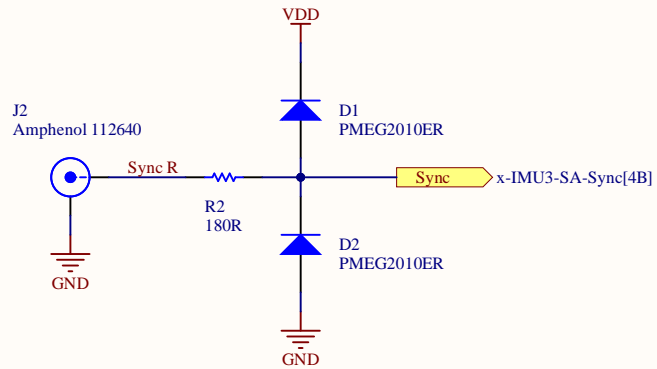 VDD
J2
Amphenol 112640
D1
PMEG2010ER
Sync R
Sync
x-IMU3-SA-Sync[4B]
R2
180R
D2
PMEG2010ER
GND
GND